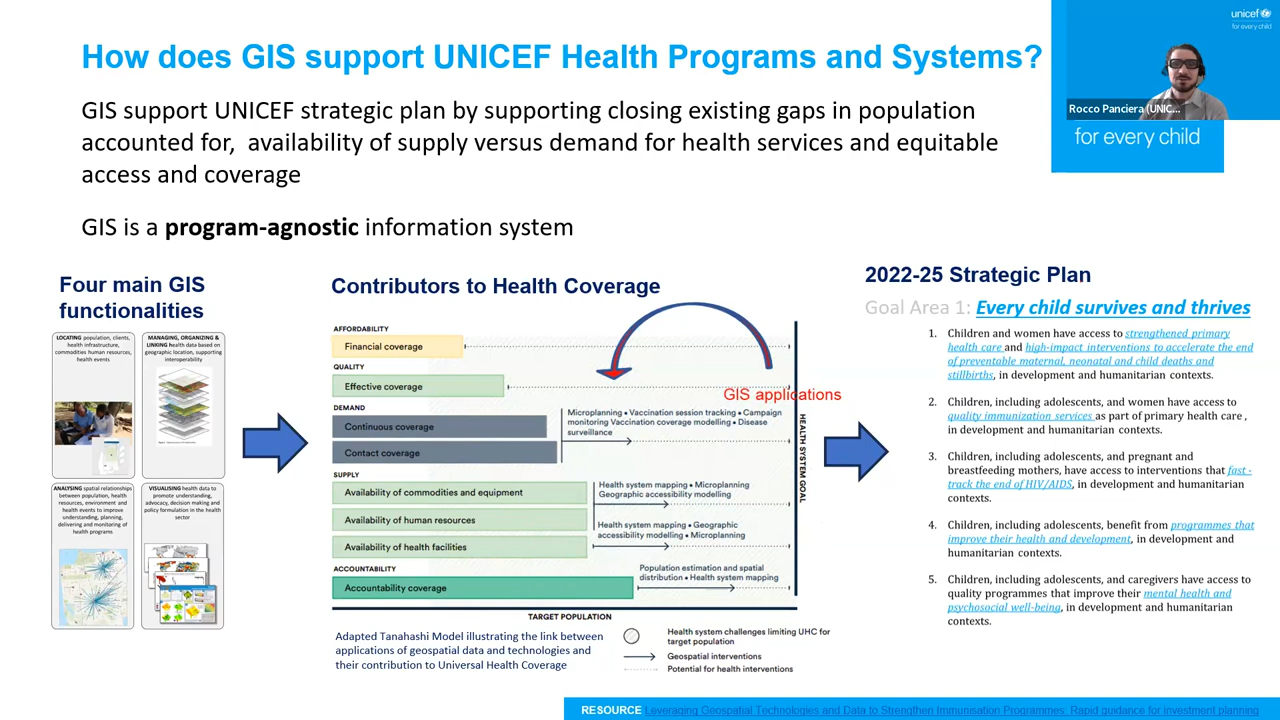 How does GIS support UNICEF Health Programs and Systems?
unicef
for every child
Rocco Panciera (UNIC...
for every child
GIS support UNICEF strategic plan by supporting closing existing gaps in population
accounted for, availability of supply versus demand for health services and equitable
access and coverage
GIS is a program-agnostic information system
Four main GIS
functionalities
LOCATING population, clients,
health infrastructure,
commodities human resources,
health events
MANAGING, ORGANIZING &
LINKING health data based on
geographic location, supporting
interoperability
ANALYSING spatial relationships
between population, health
resources, environment and
health events to improve
understanding, planning,
delivering and monitoring of
health programs
VISUALISING health data to
promote understanding,
advocacy, decision making and
policy formulation in the health
sector
Contributors to Health Coverage
AFFORDABILITY
Financial coverage
QUALITY
Effective coverage
GIS applications
DEMAND
Continuous coverage
Contact coverage
Microplanning • Vaccination session tracking • Campaign
monitoring Vaccination coverage modelling • Disease
surveillance
SUPPLY
Availability of commodities and equipment
Health system mapping • Microplanning
Geographic accessibility modelling
Availability of human resources
Health system mapping • Geographic
accessibility modelling • Microplanning
Availability of health facilities
ACCOUNTABILITY
Accountability coverage
Population estimation and spatial
distribution • Health system mapping
HEALTH SYSTEM GOAL
TARGET POPULATION
Adapted Tanahashi Model illustrating the link between
applications of geospatial data and technologies and
their contribution to Universal Health Coverage
Health system challenges limiting UHC for
target population
Geospatial interventions
Potential for health interventions
2022-25 Strategic Plan
Goal Area 1: Every child survives and thrives
1. Children and women have access to strengthened primary
health care and high-impact interventions to accelerate the end
of preventable maternal, neonatal and child deaths and
stillbirths, in development and humanitarian contexts.
2. Children, including adolescents, and women have access to
quality immunization services as part of primary health care ,
in development and humanitarian contexts.
3. Children, including adolescents, and pregnant and
breastfeeding mothers, have access to interventions that fast -
track the end of HIV/AIDS, in development and humanitarian
contexts.
4. Children, including adolescents, benefit from programmes that
improve their health and development, in development and
humanitarian contexts.
5. Children, including adolescents, and caregivers have access to
quality programmes that improve their mental health and
psychosocial well-being, in development and humanitarian
contexts.
RESOURCE Leveraging Geospatial Technologies and Data to Strengthen Immunisation Programmes: Rapid guidance for investment planning